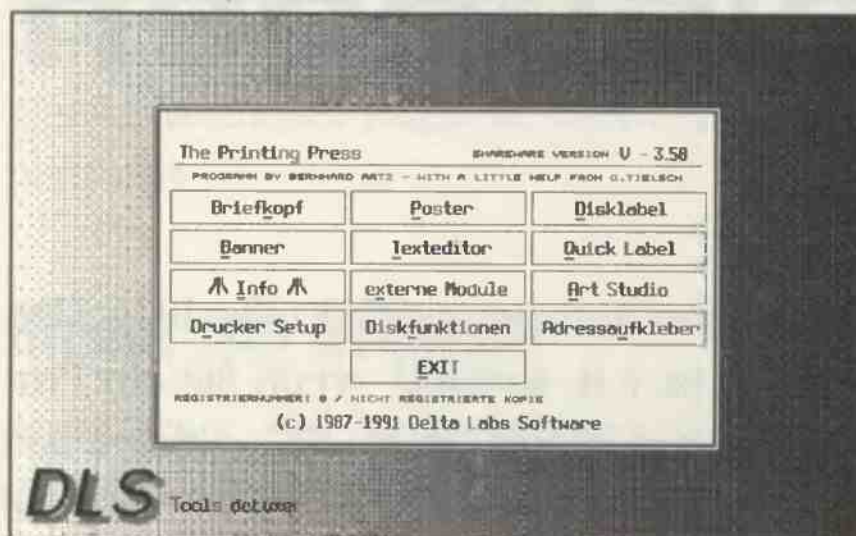 The Printing Press SHAREWARE VERSION V - 3.58
PROGRAMM BY BERNHARD ARTZ - WITH A LITTLE HELP FROM O.TIELSCH
Briefkopf Poster Disklabel
Banner Texteditor Quick Label
Info externe Module Art Studio
Drucker Setup Diskfunktionen Adressaufkleber
EXIT
REGISTRIERNUMMER: 0 / NICHT REGISTRIERTE KOPIE
(c) 1987-1991 Delta Labs Software
DLS Tools deluxe